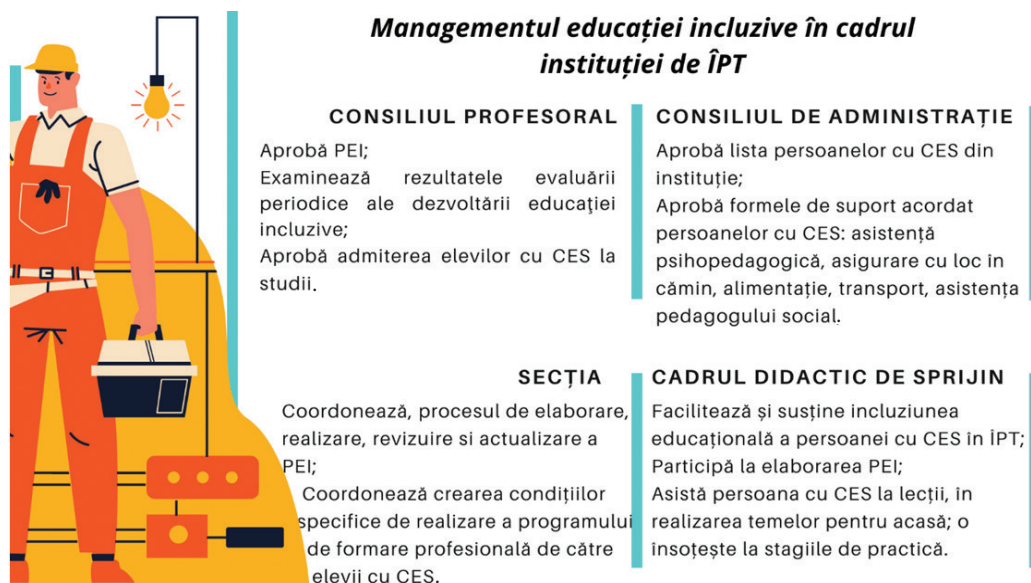 Managementul educației incluzive în cadrul
instituției de ÎPT
CONSILIUL PROFESORAL
Aprobă PEI;
Examinează rezultatele evaluării
periodice ale dezvoltării educaţiei
incluzive;
Aprobă admiterea elevilor cu CES la
studii.
CONSILIUL DE ADMINISTRAȚIE
Aprobă lista persoanelor cu CES din
instituție;
Aprobă formele de suport acordat
persoanelor cu CES: asistență
psihopedagogică, asigurare cu loc în
cămin, alimentație, transport, asistența
pedagogului social.
SECȚIA
Coordonează, procesul de elaborare,
realizare, revizuire si actualizare a
PEI;
Coordonează crearea condițiilor
specifice de realizare a programului
de formare profesională de către
elevii cu CES.
CADRUL DIDACTIC DE SPRIJIN
Facilitează și susține incluziunea
educațională a persoanei cu CES în ÎPT;
Participă la elaborarea PEI;
Asistă persoana cu CES la lecții, în
realizarea temelor pentru acasă; o
însoțește la stagiile de practică.